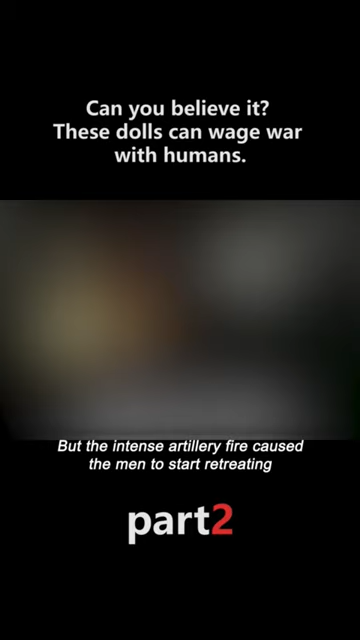 Can you believe it?
These dolls can wage war
with humans.
But the intense artillery fire caused
the men to start retreating
part2